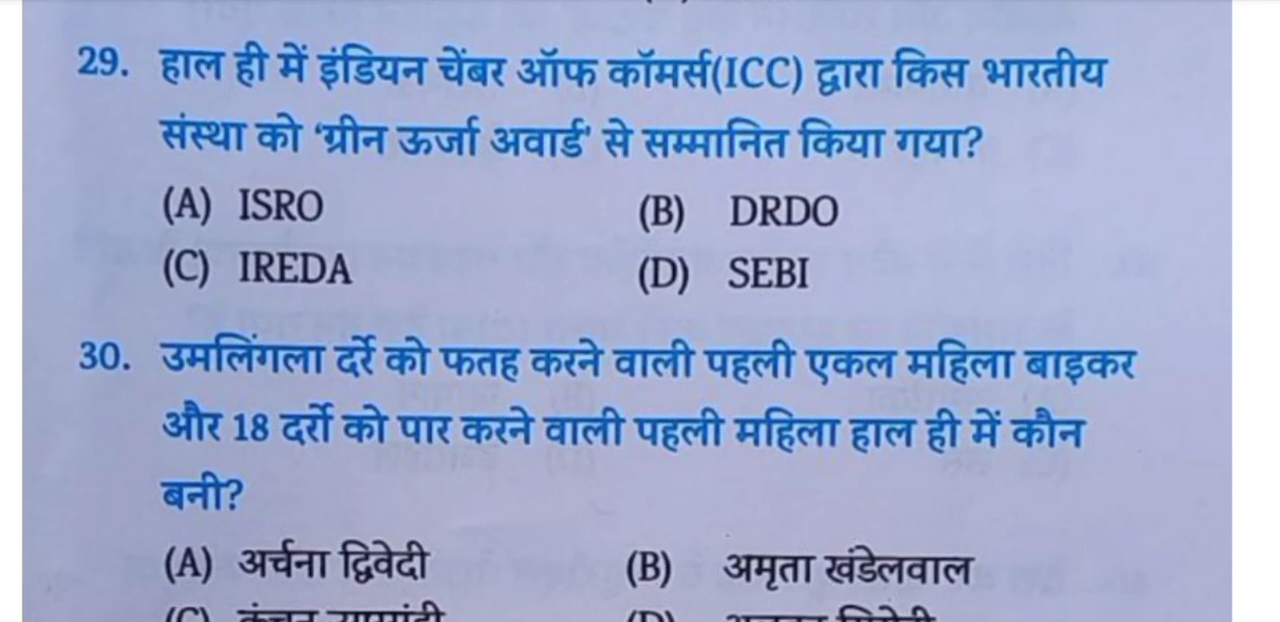 29. हाल ही में इंडियन चेंबर ऑफ कॉमर्स(ICC) द्वारा किस भारतीय
संस्था को 'ग्रीन ऊर्जा अवार्ड' से सम्मानित किया गया?
(A) ISRO (B) DRDO
(C) IREDA (D) SEBI
30. उमलिंगला दर्रे को फतह करने वाली पहली एकल महिला बाइकर
और 18 दर्रो को पार करने वाली पहली महिला हाल ही में कौन
बनी?
(A) अर्चना द्विवेदी (B) अमृता खंडेलवाल
(C) कंचन (D)